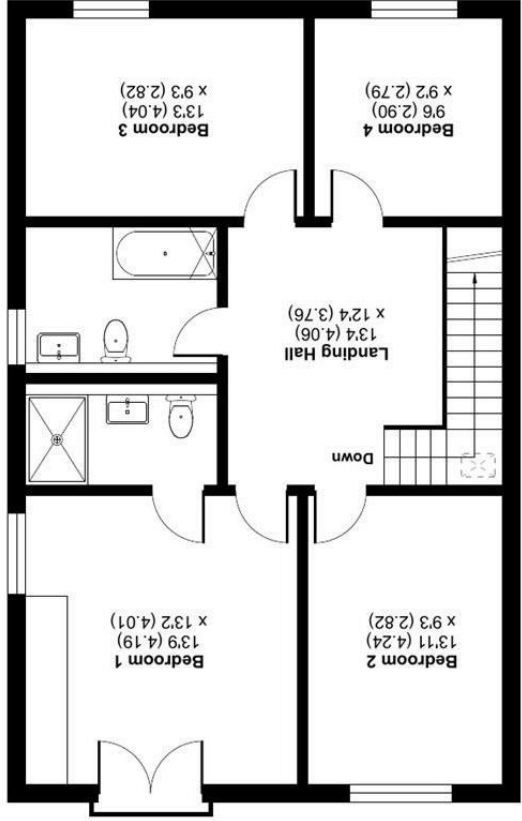 Bedroom 2
13'11 (4.24)
x 9'3 (2.82)
Bedroom 1
13'9 (4.19)
x 13'2 (4.01)
Down
Landing Hall
13'4 (4.06)
x 12'4 (3.76)
Bedroom 4
9'6 (2.90)
x 9'2 (2.79)
Bedroom 3
13'3 (4.04)
x 9'3 (2.82)